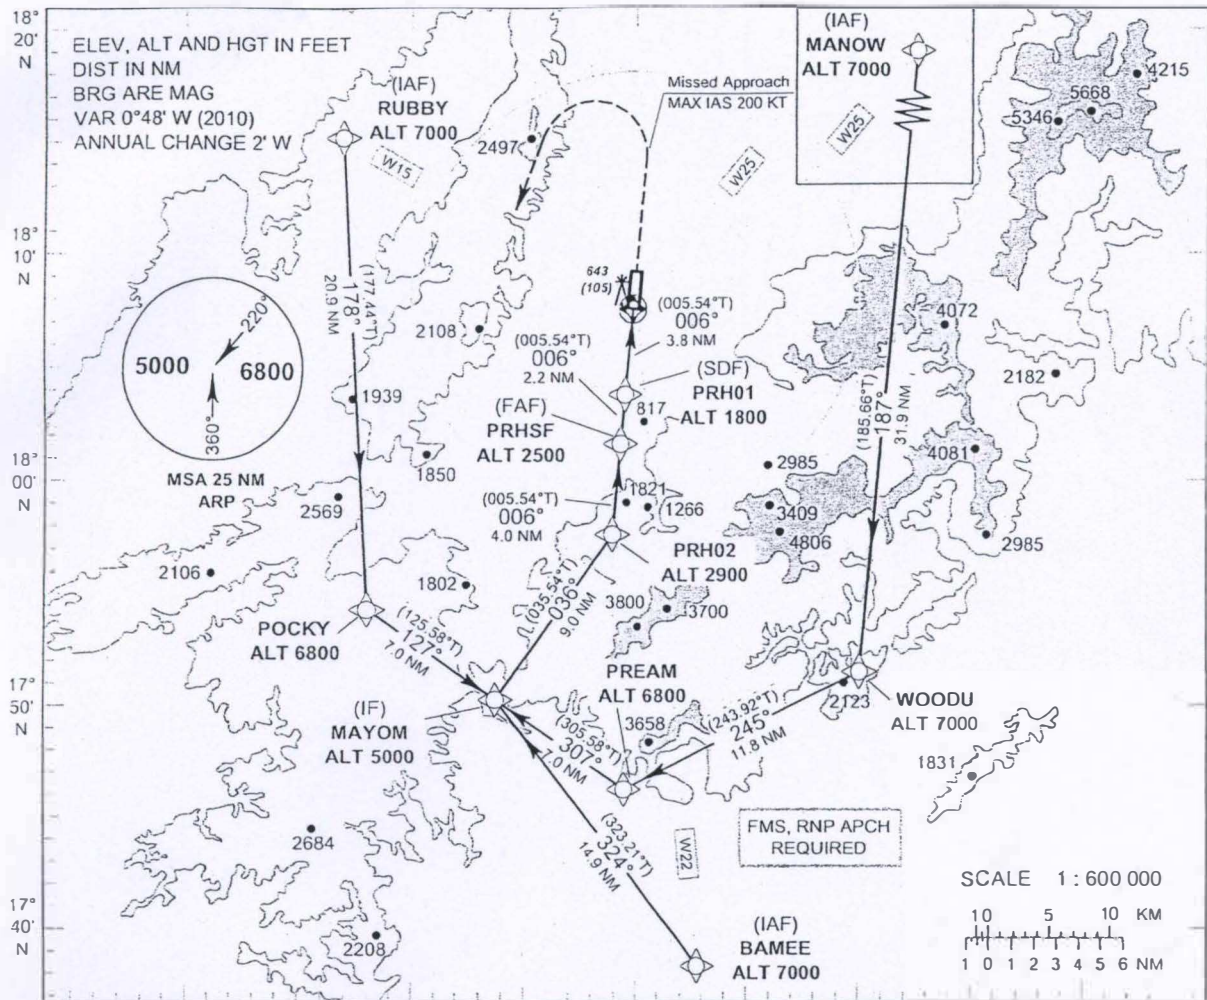 18°
20'
N
ELEV, ALT AND HGT IN FEET
DIST IN NM
BRG ARE MAG
VAR 0°48' W (2010)
ANNUAL CHANGE 2' W
(IAF)
RUBBY
ALT 7000
W15
2497
Missed Approach
MAX IAS 200 KT
W25
(IAF)
MANOW
ALT 7000
W25
4215
5668
5346
18°
10'
N
(177.44°T)
178°
20.9 NM
220°
5000
6800
360°
MSA 25 NM
ARP
1939
2108
1850
2569
2106
1802
643
(105)
(005.54°T)
006°
3.8 NM
(005.54°T)
006°
2.2 NM
(SDF)
PRH01
ALT 1800
817
(FAF)
PRHSF
ALT 2500
(005.54°T)
006°
4.0 NM
1821
1266
PRH02
ALT 2900
4072
2182
(185.66°T)
187°
31.9 NM
4081
2985
3409
4806
2985
18°
00'
N
(035.54°T)
036°
9.0 NM
3800
3700
POCKY
ALT 6800
(125.58°T)
127°
7.0 NM
PREAM
ALT 6800
2123
WOODU
ALT 7000
17°
50'
N
(IF)
MAYOM
ALT 5000
(305.58°T)
307°
7.0 NM
3658
(243.92°T)
245°
11.8 NM
1831
2684
(323.21°T)
324°
14.9 NM
W22
FMS, RNP APCH
REQUIRED
17°
40'
N
2208
(IAF)
BAMEE
ALT 7000
SCALE 1 : 600 000
10 5 10 KM
1 0 1 2 3 4 5 6 NM